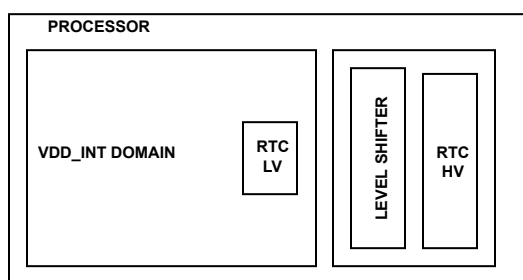 PROCESSOR
VDD_INT DOMAIN
RTC
LV
LEVEL SHIFTER
RTC
HV